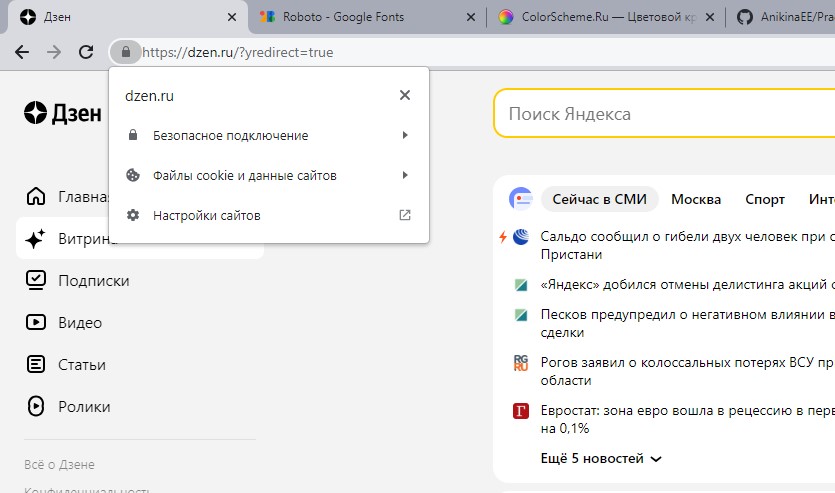 Дзен
Roboto - Google Fonts
ColorScheme.Ru — Цветовой кр
AnikinaEE/Pra
https://dzen.ru/?yredirect=true
dzen.ru
Безопасное подключение
Файлы cookie и данные сайтов
Настройки сайтов
Дзен
Главна
Витрина
Подписки
Видео
Статьи
Ролики
Всё о Дзене
Конфиденциальность
Поиск Яндекса
Сейчас в СМИ Москва Спорт Инте
Сальдо сообщил о гибели двух человек при о
Пристани
«Яндекс» добился отмены делистинга акций с
Песков предупредил о негативном влиянии в
сделки
RG
RU
Рогов заявил о колоссальных потерях ВСУ пр
области
Г
Евростат: зона евро вошла в рецессию в перв
на 0,1%
Ещё 5 новостей